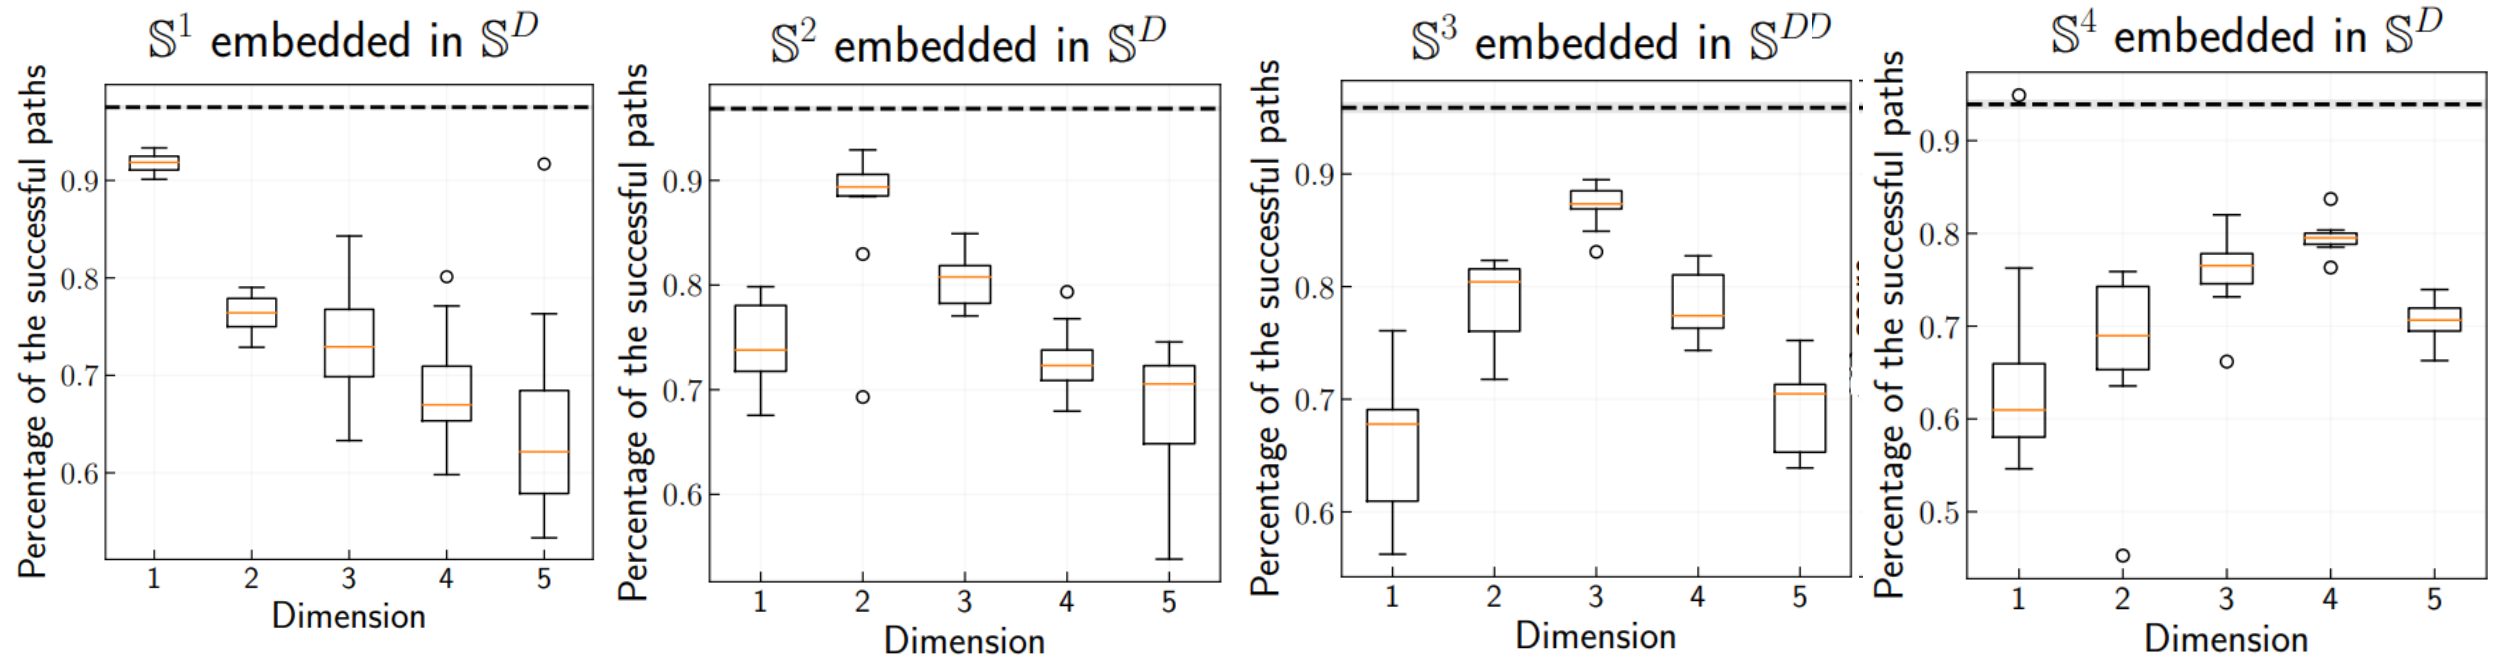 𝕊¹ embedded in 𝕊ᴰ
Percentage of the successful paths
0.9
0.8
0.7
0.6
1 2 3 4 5
Dimension
𝕊² embedded in 𝕊ᴰ
Percentage of the successful paths
0.9
0.8
0.7
0.6
1 2 3 4 5
Dimension
𝕊³ embedded in 𝕊ᴰ
Percentage of the successful paths
0.9
0.8
0.7
0.6
1 2 3 4 5
Dimension
𝕊⁴ embedded in 𝕊ᴰ
Percentage of the successful paths
0.9
0.8
0.7
0.6
0.5
1 2 3 4 5
Dimension